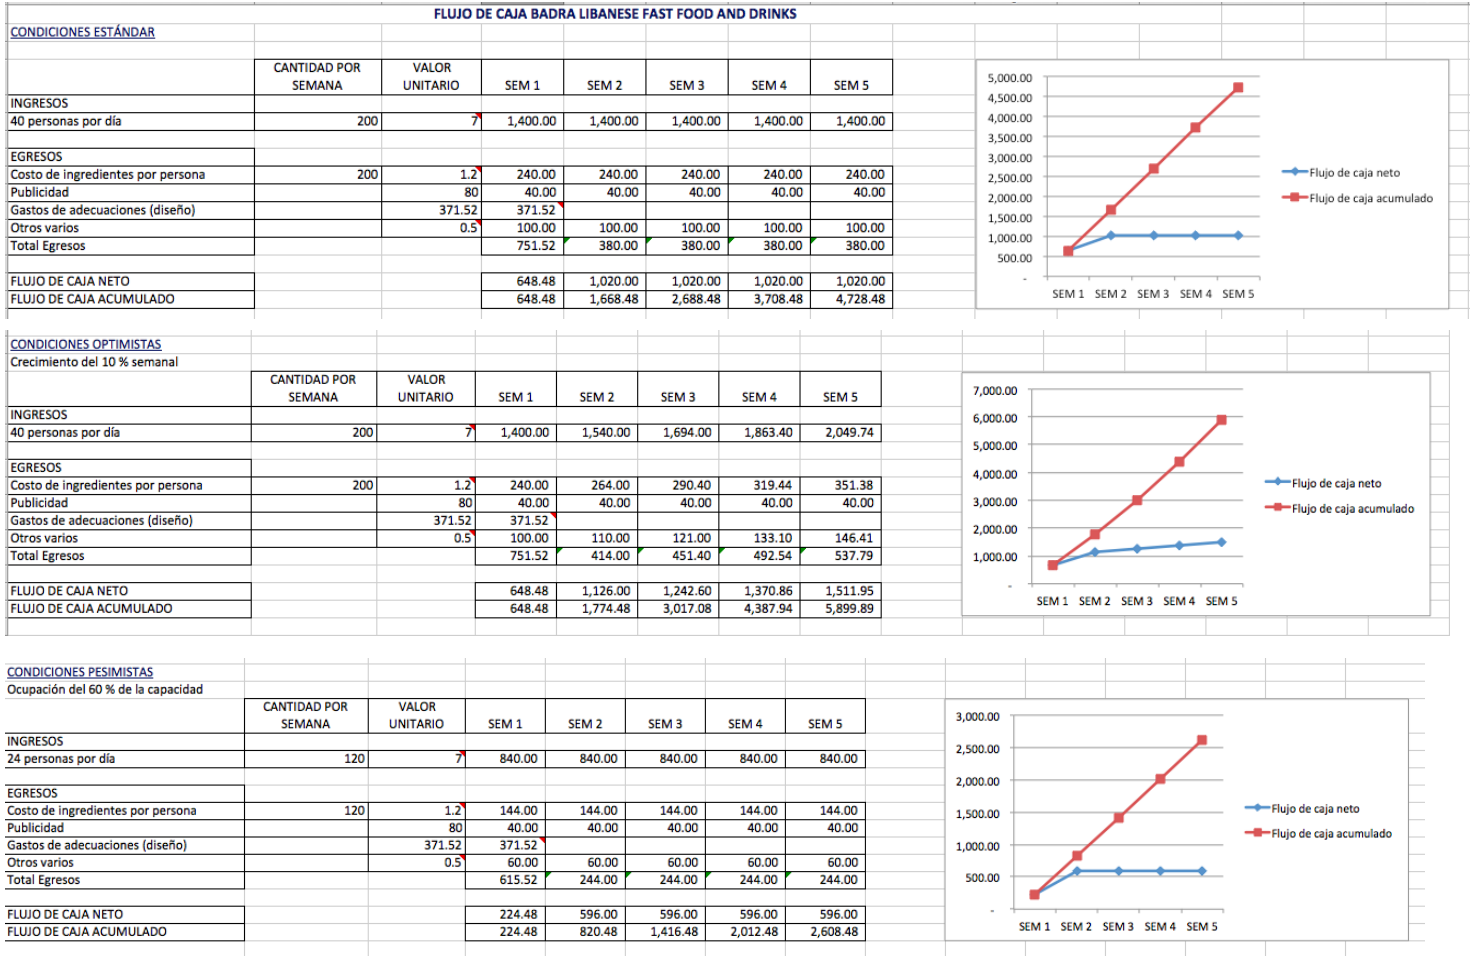 FLUJO DE CAJA BADRA LIBANESE FAST FOOD AND DRINKS
CONDICIONES ESTÁNDAR
CANTIDAD POR SEMANA VALOR UNITARIO SEM 1 SEM 2 SEM 3 SEM 4 SEM 5
INGRESOS
40 personas por día 200 7 1,400.00 1,400.00 1,400.00 1,400.00 1,400.00
EGRESOS
Costo de ingredientes por persona 200 1.2 240.00 240.00 240.00 240.00 240.00
Publicidad 80 40.00 40.00 40.00 40.00 40.00
Gastos de adecuaciones (diseño) 371.52 371.52
Otros varios 0.5 100.00 100.00 100.00 100.00 100.00
Total Egresos 751.52 380.00 380.00 380.00 380.00
FLUJO DE CAJA NETO 648.48 1,020.00 1,020.00 1,020.00 1,020.00
FLUJO DE CAJA ACUMULADO 648.48 1,668.48 2,688.48 3,708.48 4,728.48
5,000.00
4,500.00
4,000.00
3,500.00
3,000.00
2,500.00
2,000.00
1,500.00
1,000.00
500.00
-
SEM 1 SEM 2 SEM 3 SEM 4 SEM 5
Flujo de caja neto
Flujo de caja acumulado
CONDICIONES OPTIMISTAS
Crecimiento del 10 % semanal
CANTIDAD POR SEMANA VALOR UNITARIO SEM 1 SEM 2 SEM 3 SEM 4 SEM 5
INGRESOS
40 personas por día 200 7 1,400.00 1,540.00 1,694.00 1,863.40 2,049.74
EGRESOS
Costo de ingredientes por persona 200 1.2 240.00 264.00 290.40 319.44 351.38
Publicidad 80 40.00 40.00 40.00 40.00 40.00
Gastos de adecuaciones (diseño) 371.52 371.52
Otros varios 0.5 100.00 110.00 121.00 133.10 146.41
Total Egresos 751.52 414.00 451.40 492.54 537.79
FLUJO DE CAJA NETO 648.48 1,126.00 1,242.60 1,370.86 1,511.95
FLUJO DE CAJA ACUMULADO 648.48 1,774.48 3,017.08 4,387.94 5,899.89
7,000.00
6,000.00
5,000.00
4,000.00
3,000.00
2,000.00
1,000.00
-
SEM 1 SEM 2 SEM 3 SEM 4 SEM 5
Flujo de caja neto
Flujo de caja acumulado
CONDICIONES PESIMISTAS
Ocupación del 60 % de la capacidad
CANTIDAD POR SEMANA VALOR UNITARIO SEM 1 SEM 2 SEM 3 SEM 4 SEM 5
INGRESOS
24 personas por día 120 7 840.00 840.00 840.00 840.00 840.00
EGRESOS
Costo de ingredientes por persona 120 1.2 144.00 144.00 144.00 144.00 144.00
Publicidad 80 40.00 40.00 40.00 40.00 40.00
Gastos de adecuaciones (diseño) 371.52 371.52
Otros varios 0.5 60.00 60.00 60.00 60.00 60.00
Total Egresos 615.52 244.00 244.00 244.00 244.00
FLUJO DE CAJA NETO 224.48 596.00 596.00 596.00 596.00
FLUJO DE CAJA ACUMULADO 224.48 820.48 1,416.48 2,012.48 2,608.48
3,000.00
2,500.00
2,000.00
1,500.00
1,000.00
500.00
-
SEM 1 SEM 2 SEM 3 SEM 4 SEM 5
Flujo de caja neto
Flujo de caja acumulado